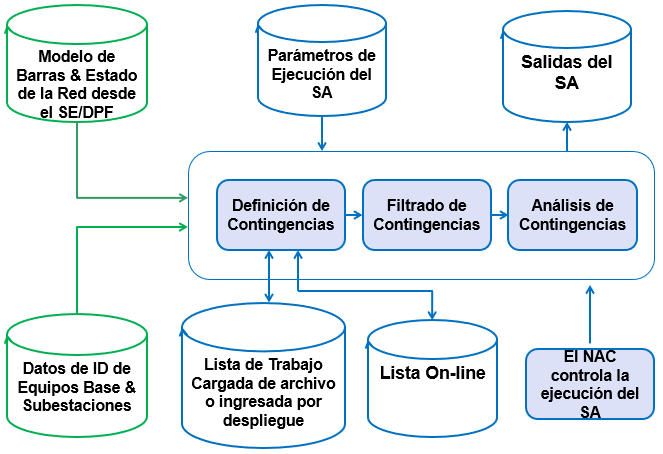 Modelo de
Barras & Estado
de la Red desde
el SE/DPF
Parámetros de
Ejecución del
SA
Salidas del
SA
Definición de
Contingencias
Filtrado de
Contingencias
Análisis de
Contingencias
Datos de ID de
Equipos Base &
Subestaciones
Lista de Trabajo
Cargada de archivo
o ingresada por
despliegue
Lista On-line
El NAC
controla la
ejecución del
SA